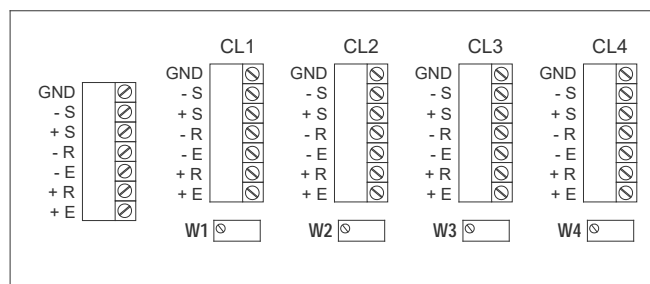 CL1 CL2 CL3 CL4
GND
- S
+ S
- R
- E
+ R
+ E
GND
- S
+ S
- R
- E
+ R
+ E
GND
- S
+ S
- R
- E
+ R
+ E
GND
- S
+ S
- R
- E
+ R
+ E
GND
- S
+ S
- R
- E
+ R
+ E
W1 W2 W3 W4